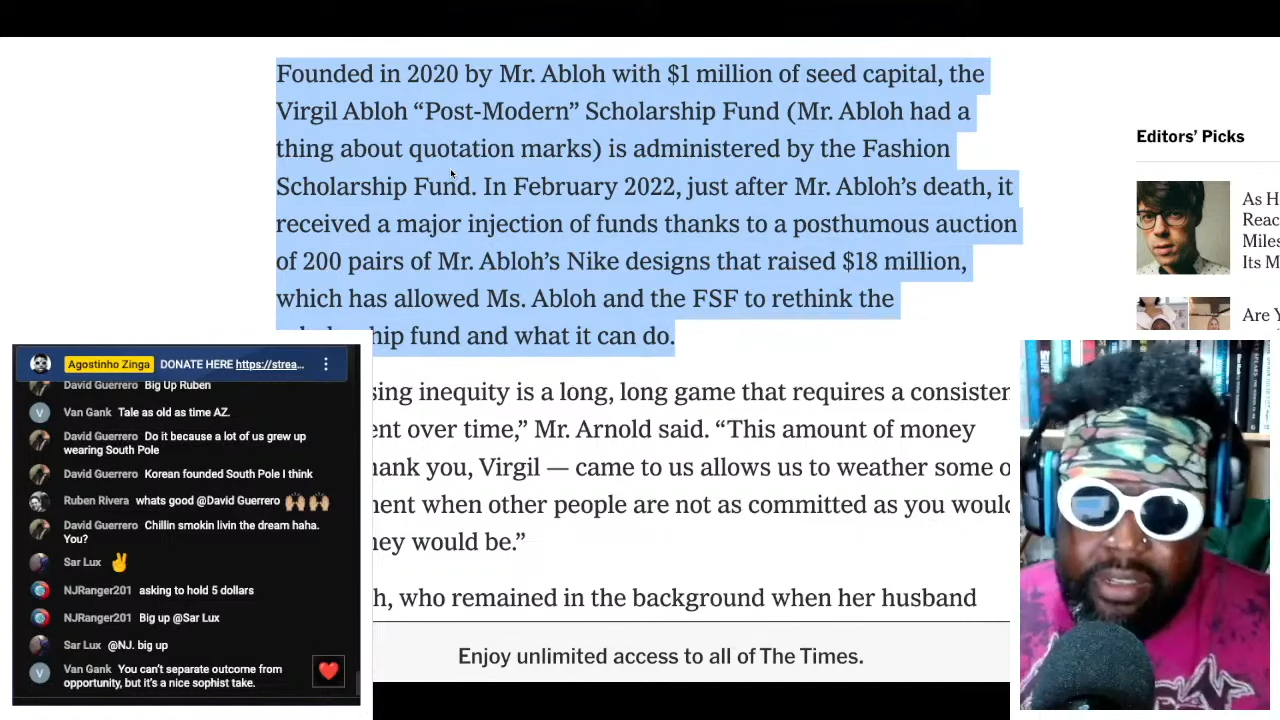 Founded in 2020 by Mr. Abloh with $1 million of seed capital, the
Virgil Abloh “Post-Modern” Scholarship Fund (Mr. Abloh had a
thing about quotation marks) is administered by the Fashion
Scholarship Fund. In February 2022, just after Mr. Abloh’s death, it
received a major injection of funds thanks to a posthumous auction
of 200 pairs of Mr. Abloh’s Nike designs that raised $18 million,
which has allowed Ms. Abloh and the FSF to rethink the
hip fund and what it can do.
sing inequity is a long, long game that requires a consisten
ent over time,” Mr. Arnold said. “This amount of money
hank you, Virgil — came to us allows us to weather some o
ent when other people are not as committed as you would
ey would be.”
h, who remained in the background when her husband
Enjoy unlimited access to all of The Times.
Editors’ Picks
As H
Reac
Miles
Its M
Are Y
Agostinho Zinga DONATE HERE https://strea...
David Guerrero Big Up Ruben
Van Gank Tale as old as time AZ.
David Guerrero Do it because a lot of us grew up
wearing South Pole
David Guerrero Korean founded South Pole I think
Ruben Rivera whats good @David Guerrero
David Guerrero Chillin smokin livin the dream haha.
You?
Sar Lux
NJRanger201 asking to hold 5 dollars
NJRanger201 Big up @Sar Lux
Sar Lux @NJ. big up
Van Gank You can't separate outcome from
opportunity, but it's a nice sophist take.